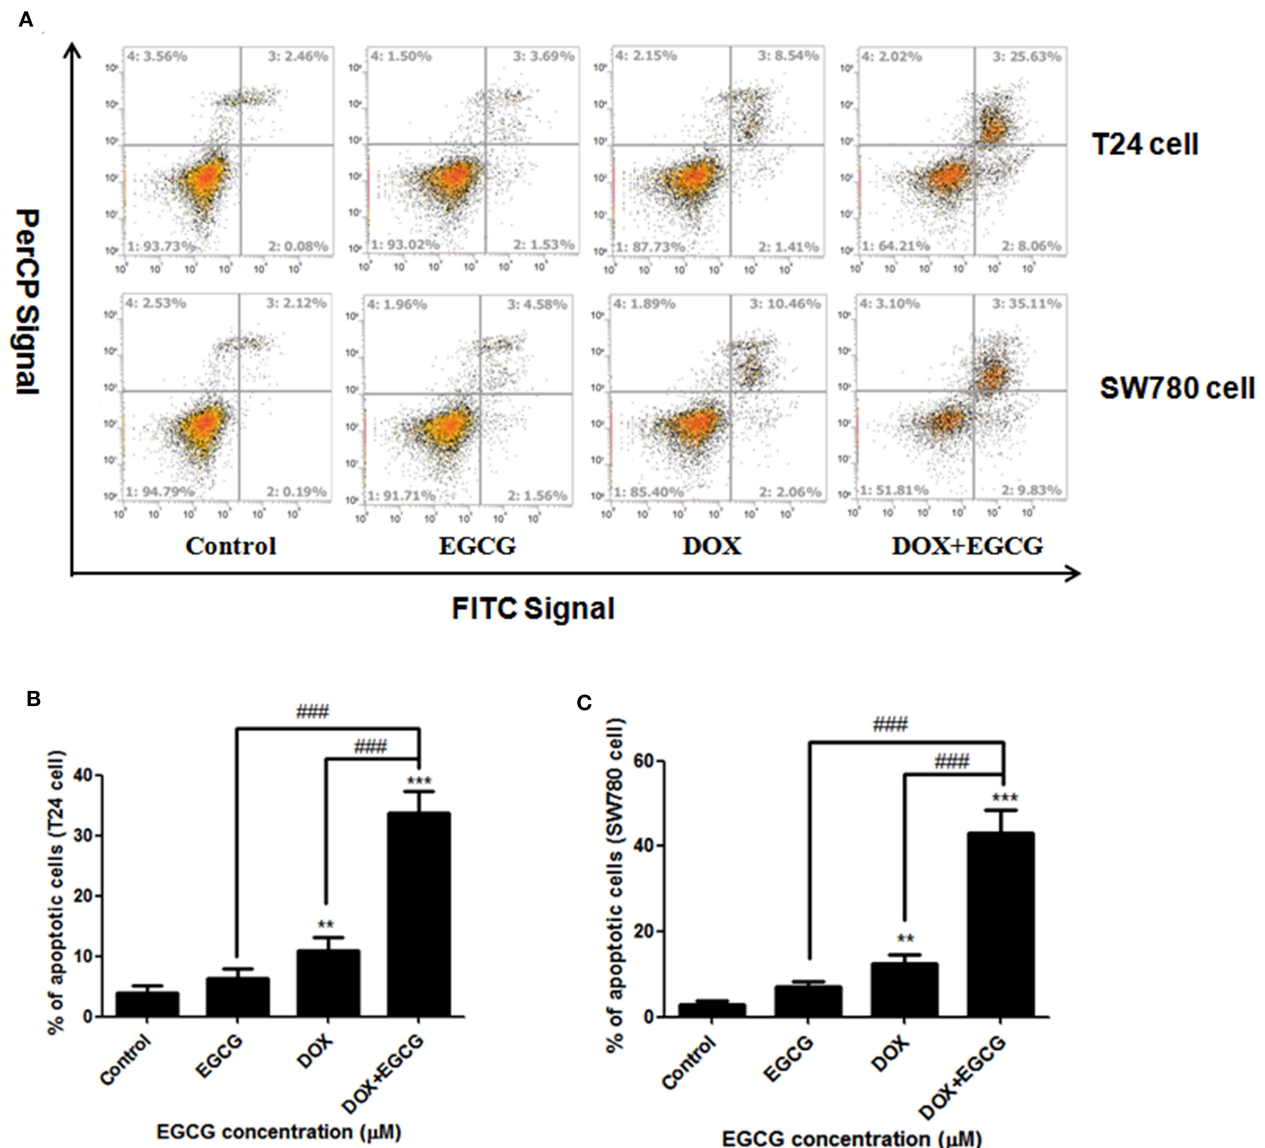 A
4: 3.56% 3: 2.46% 4: 1.50% 3: 3.69% 4: 2.15% 3: 8.54% 4: 2.02% 3: 25.63%
T24 cell
1: 93.73% 2: 0.08% 1: 93.02% 2: 1.53% 1: 87.73% 2: 1.41% 1: 64.21% 2: 8.06%
PerCP Signal
4: 2.53% 3: 2.12% 4: 1.96% 3: 4.58% 4: 1.89% 3: 10.46% 4: 3.10% 3: 35.11%
SW780 cell
1: 94.79% 2: 0.19% 1: 91.71% 2: 1.56% 1: 85.40% 2: 2.06% 1: 51.81% 2: 9.83%
Control EGCG DOX DOX+EGCG
FITC Signal
B
% of apoptotic cells (T24 cell)
###
###
***
**
40
30
20
10
0
Control EGCG DOX DOX+EGCG
EGCG concentration (μM)
C
% of apoptotic cells (SW780 cell)
###
###
***
**
60
40
20
0
Control EGCG DOX DOX+EGCG
EGCG concentration (μM)